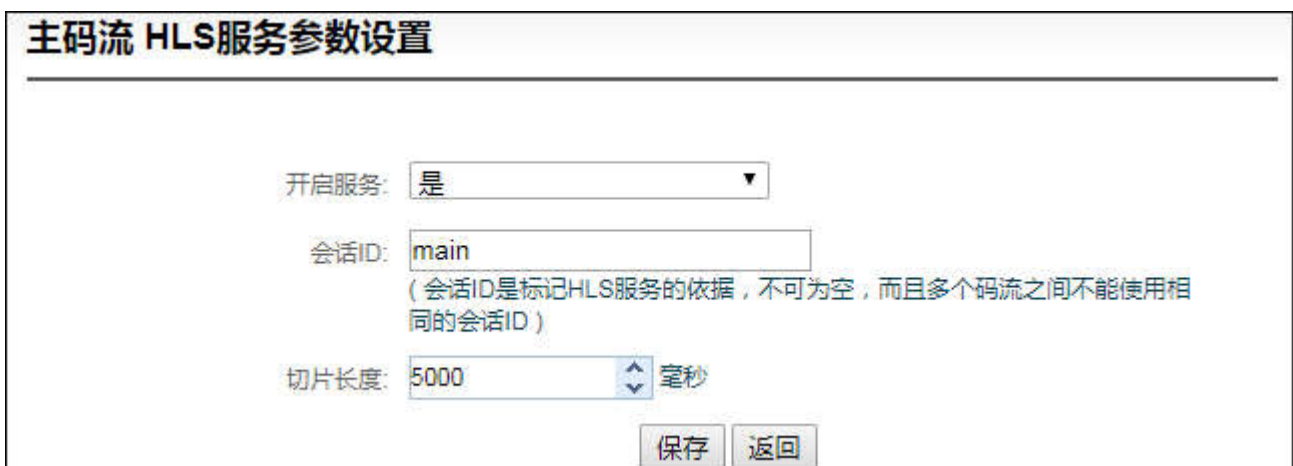 主码流 HLS服务参数设置
开启服务: 是
会话ID: main
(会话ID是标记HLS服务的依据，不可为空，而且多个码流之间不能使用相
同的会话ID)
切片长度: 5000 毫秒
保存 返回